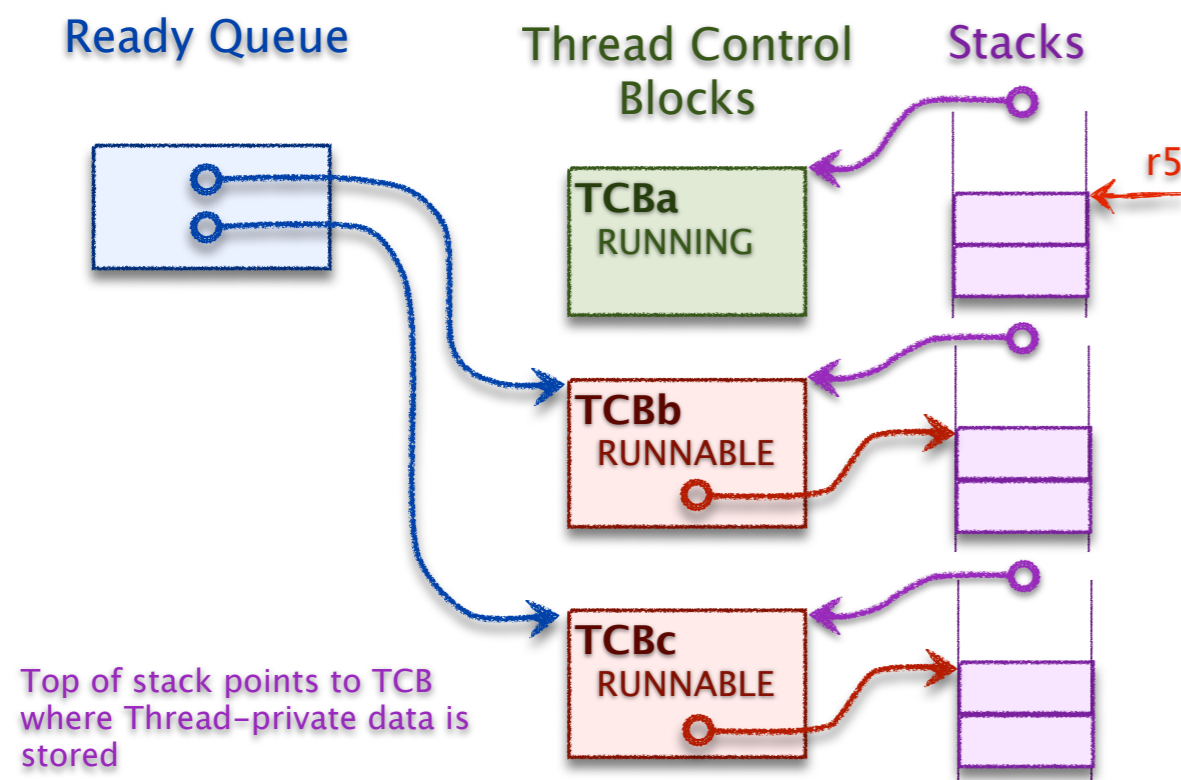 Ready Queue
Thread Control
Blocks
Stacks
r5
TCBa
RUNNING
TCBb
RUNNABLE
TCBc
RUNNABLE
Top of stack points to TCB
where Thread-private data is
stored